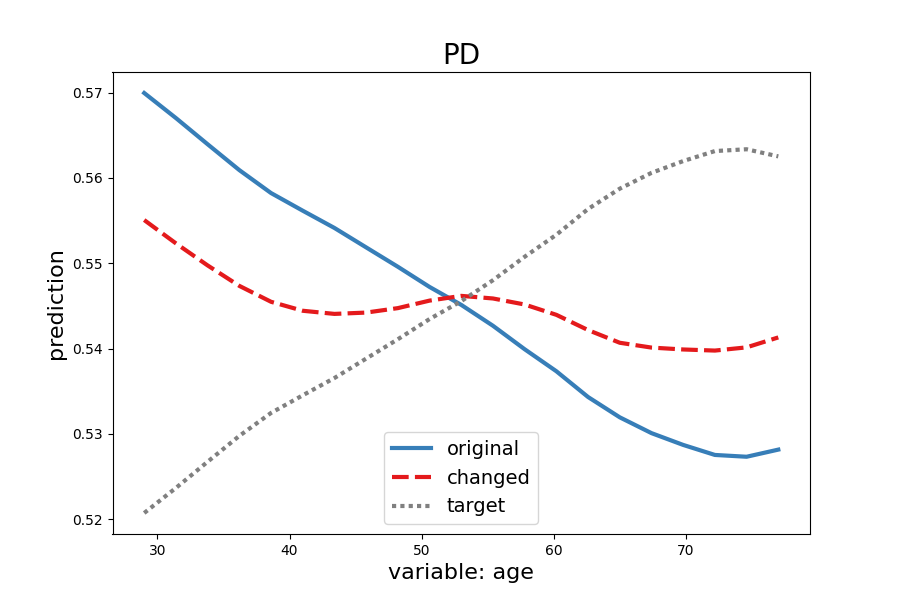 PD
prediction
0.57
0.56
0.55
0.54
0.53
0.52
original
changed
target
30 40 50 60 70
variable: age